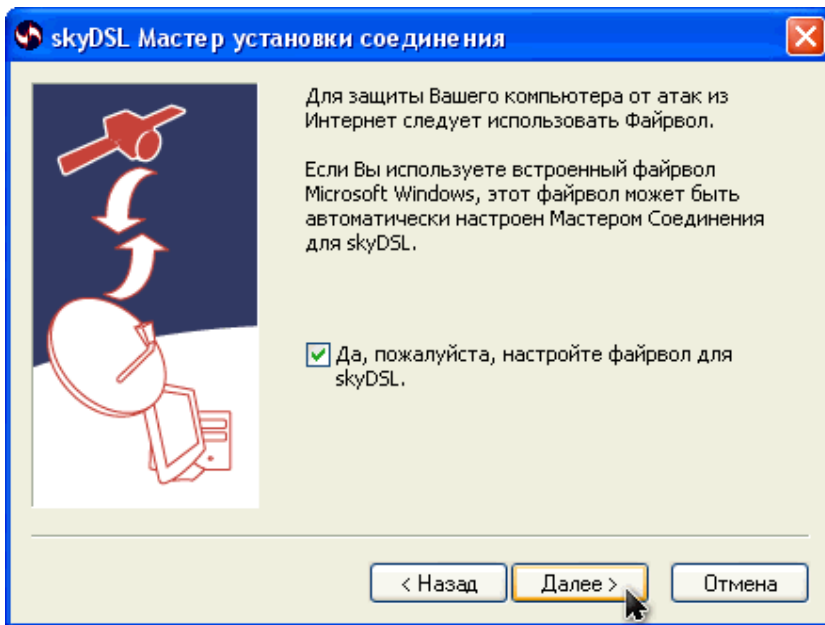 skyDSL Мастер установки соединения
Для защиты Вашего компьютера от атак из
Интернет следует использовать Файрвол.
Если Вы используете встроенный файрвол
Microsoft Windows, этот файрвол может быть
автоматически настроен Мастером Соединения
для skyDSL.
Да, пожалуйста, настройте файрвол для
skyDSL.
< Назад
Далее >
Отмена